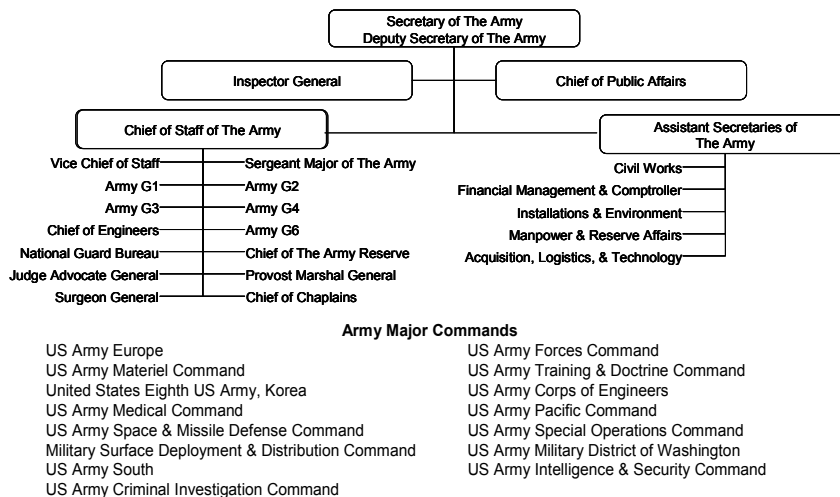 Secretary of The Army
Deputy Secretary of The Army
Inspector General
Chief of Public Affairs
Chief of Staff of The Army
Assistant Secretaries of
The Army
Vice Chief of Staff
Sergeant Major of The Army
Army G1
Army G2
Army G3
Army G4
Chief of Engineers
Army G6
National Guard Bureau
Chief of The Army Reserve
Judge Advocate General
Provost Marshal General
Surgeon General
Chief of Chaplains
Civil Works
Financial Management & Comptroller
Installations & Environment
Manpower & Reserve Affairs
Acquisition, Logistics, & Technology
Army Major Commands
US Army Europe
US Army Materiel Command
United States Eighth US Army, Korea
US Army Medical Command
US Army Space & Missile Defense Command
Military Surface Deployment & Distribution Command
US Army South
US Army Criminal Investigation Command
US Army Forces Command
US Army Training & Doctrine Command
US Army Corps of Engineers
US Army Pacific Command
US Army Special Operations Command
US Army Military District of Washington
US Army Intelligence & Security Command